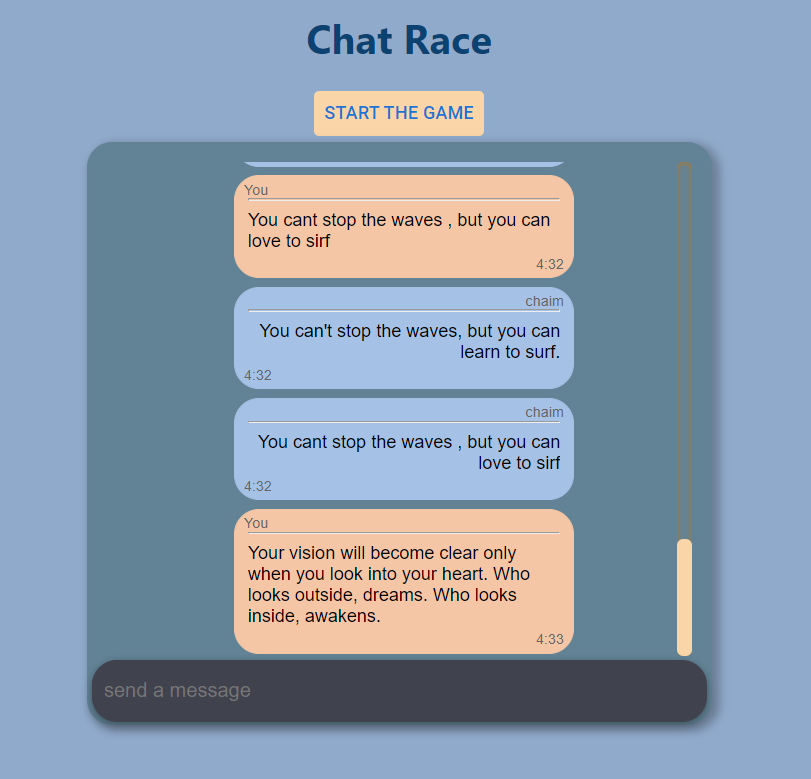 Chat Race
START THE GAME
You
You cant stop the waves , but you can
love to sirf
4:32
chaim
You can't stop the waves, but you can
learn to surf.
4:32
chaim
You cant stop the waves , but you can
love to sirf
4:32
You
Your vision will become clear only
when you look into your heart. Who
looks outside, dreams. Who looks
inside, awakens.
4:33
send a message